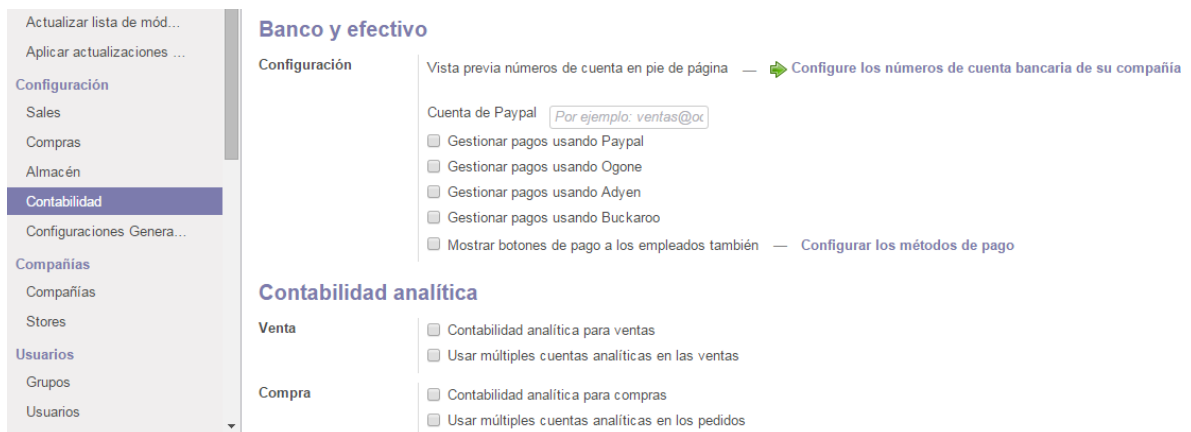 Actualizar lista de mód...
Aplicar actualizaciones ...
Configuración
Sales
Compras
Almacén
Contabilidad
Configuraciones Genera...
Compañías
Compañías
Stores
Usuarios
Grupos
Usuarios
Banco y efectivo
Configuración
Vista previa números de cuenta en pie de página — Configure los números de cuenta bancaria de su compañia
Cuenta de Paypal Por ejemplo: ventas@oc
Gestionar pagos usando Paypal
Gestionar pagos usando Ogone
Gestionar pagos usando Adyen
Gestionar pagos usando Buckaroo
Mostrar botones de pago a los empleados también — Configurar los métodos de pago
Contabilidad analítica
Venta
Contabilidad analítica para ventas
Usar múltiples cuentas analíticas en las ventas
Compra
Contabilidad analítica para compras
Usar múltiples cuentas analíticas en los pedidos